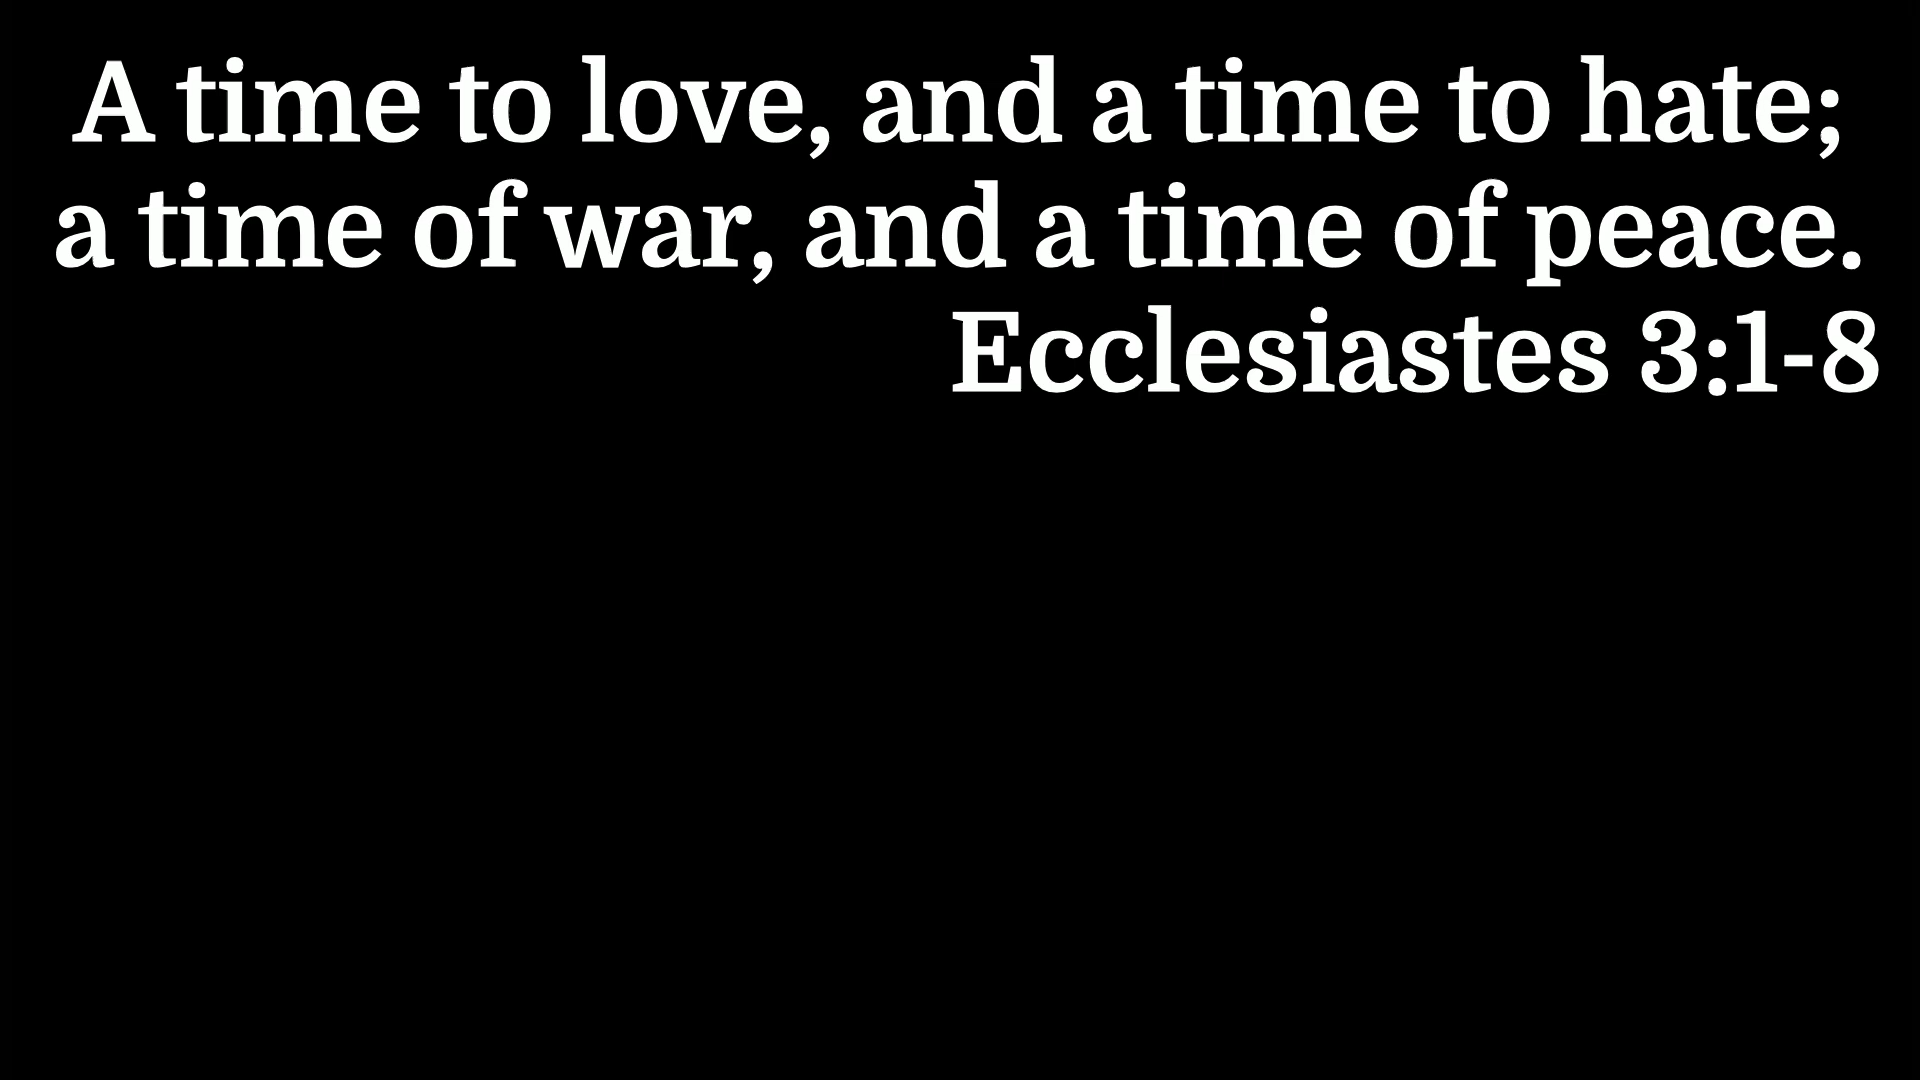 A time to love, and a time to hate;
a time of war, and a time of peace.
Ecclesiastes 3:1-8